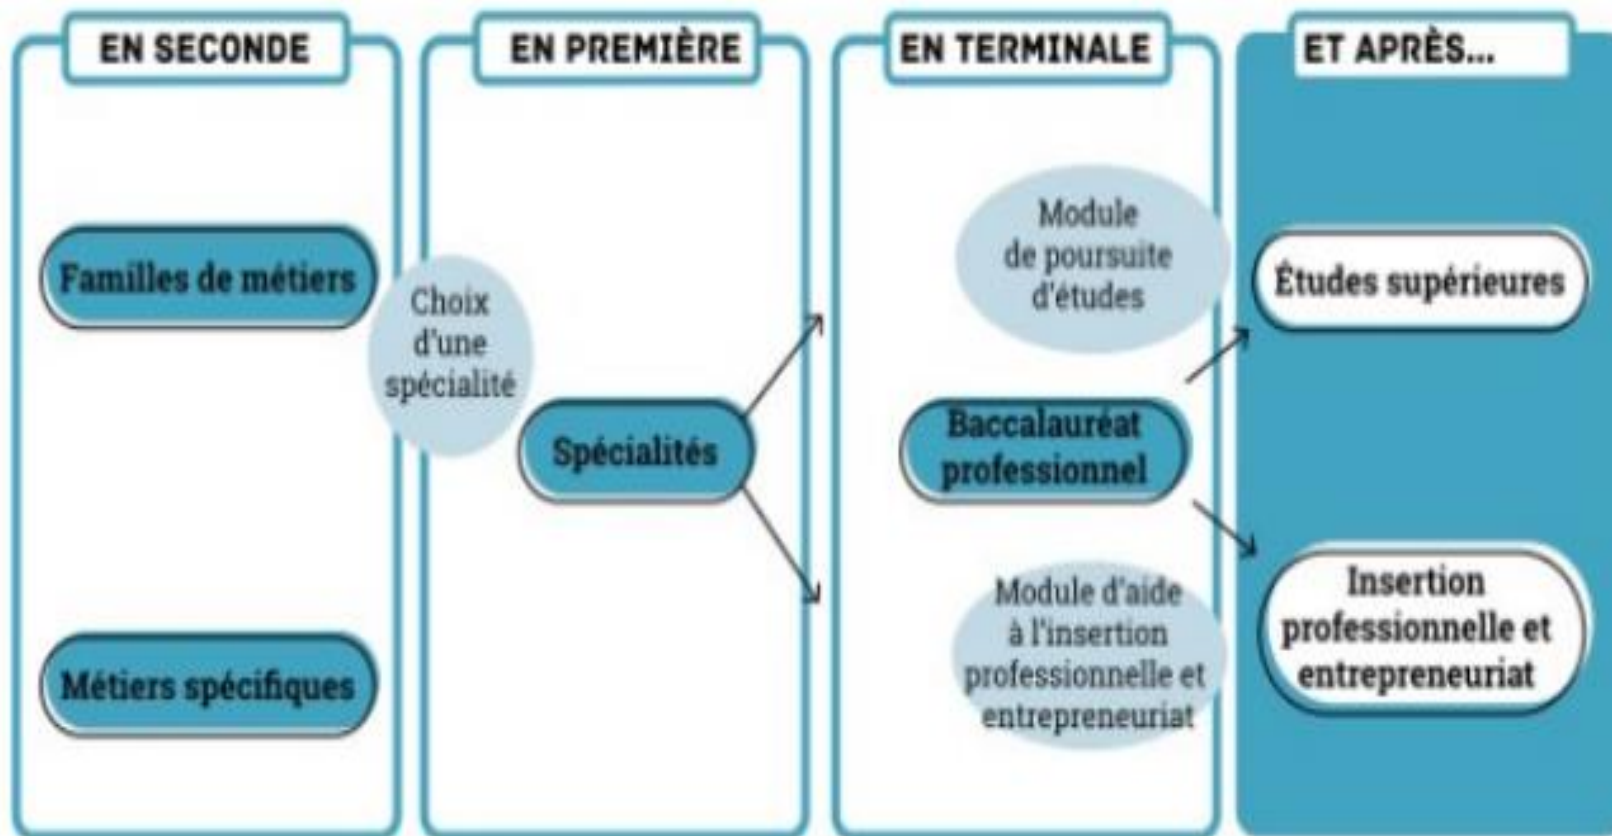 EN SECONDE
Familles de métiers
Métiers spécifiques
Choix
d'une
spécialité
EN PREMIÈRE
Spécialités
EN TERMINALE
Module
de poursuite
d'études
Baccalauréat
professionnel
Module d'aide
à l'insertion
professionnelle et
entrepreneuriat
ET APRÈS...
Études supérieures
Insertion
professionnelle et
entrepreneuriat